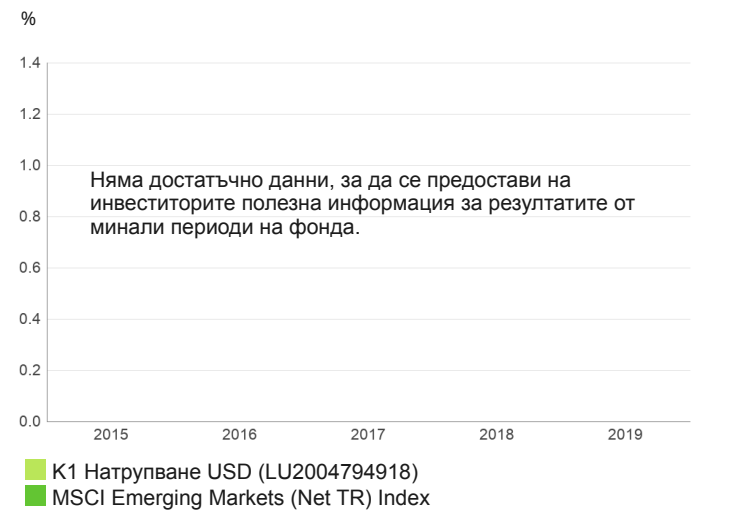 %
1.4
1.2
1.0
Няма достатъчно данни, за да се предостави на
инвеститорите полезна информация за резултатите от
0.8
минали периоди на фонда.
0.6
0.4
0.2
0.0
2015 2016 2017 2018 2019
K1 Натрупване USD (LU2004794918)
MSCI Emerging Markets (Net TR) Index